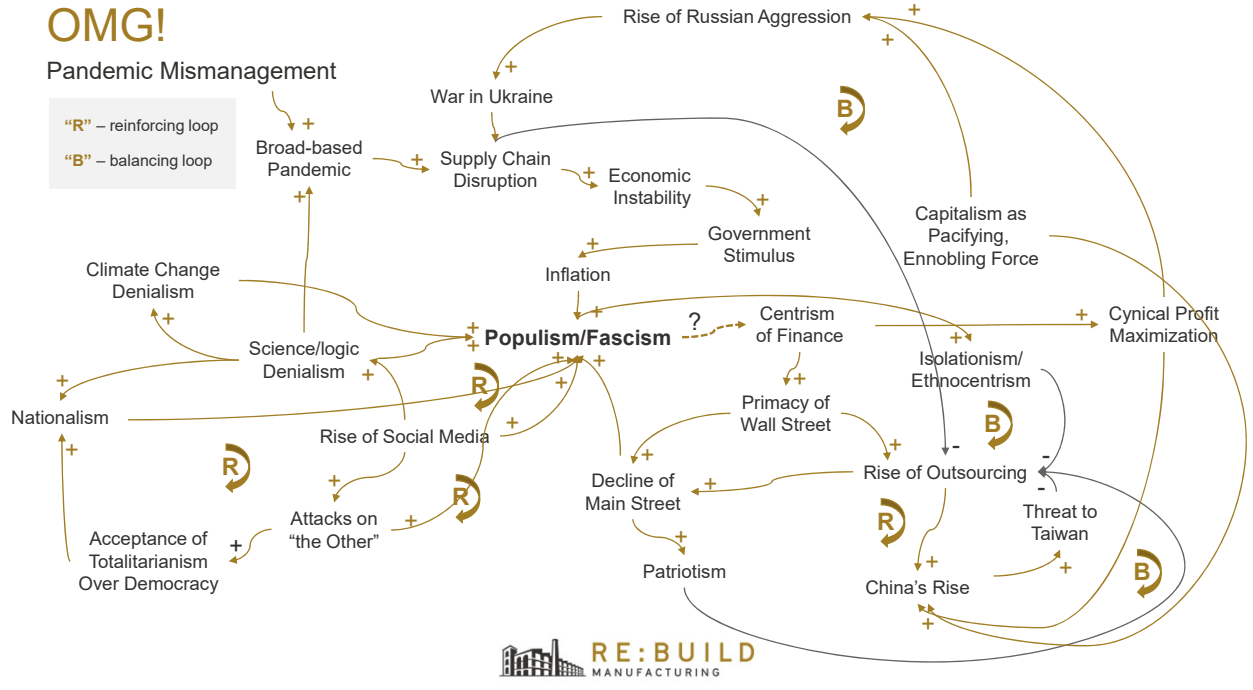 OMG!
Pandemic Mismanagement
“R” – reinforcing loop
“B” – balancing loop
Rise of Russian Aggression
+
+
+
War in Ukraine
B
+
Broad-based
Pandemic
+
+
Supply Chain
Disruption
+
Economic
Instability
+
Capitalism as
Pacifying,
Ennobling Force
Government
Stimulus
+
Inflation
Climate Change
Denialism
+
+
Populism/Fascism
+
+
?
Centrism
of Finance
+
Cynical Profit
Maximization
+
Isolationism/
Ethnocentrism
Science/logic
Denialism
+
+
+
+
+
R
+
Nationalism
+
Primacy of
Wall Street
B
Rise of Social Media
+
+
+
-
-
-
R
+
R
Decline of
Main Street
+
Rise of Outsourcing
+
Attacks on
“the Other”
+
+
Acceptance of
Totalitarianism
Over Democracy
+
R
Threat to
Taiwan
Patriotism
+
China’s Rise
+
B
+
RE:BUILD
MANUFACTURING